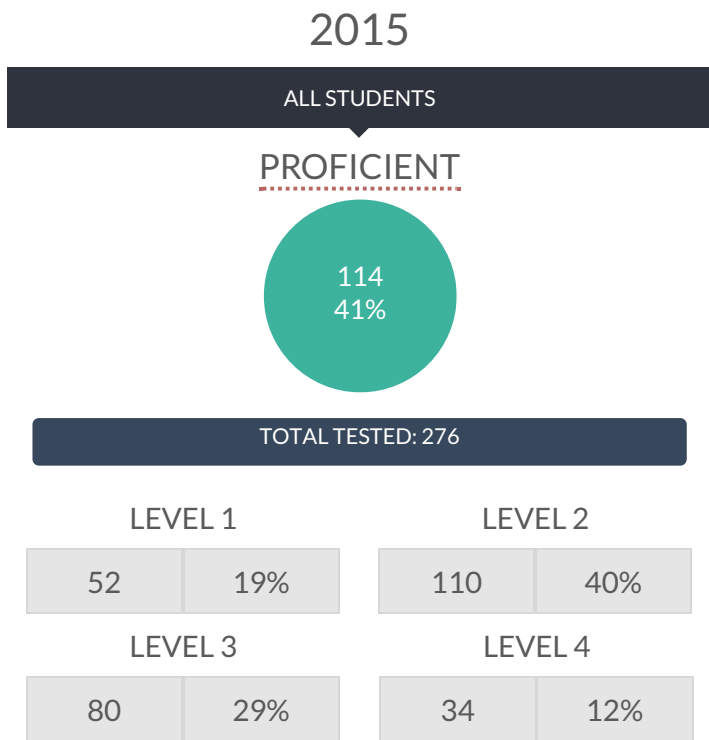 2015
ALL STUDENTS
PROFICIENT
114
41%
TOTAL TESTED: 276
LEVEL 1 LEVEL 2
52 19% 110 40%
LEVEL 3 LEVEL 4
80 29% 34 12%